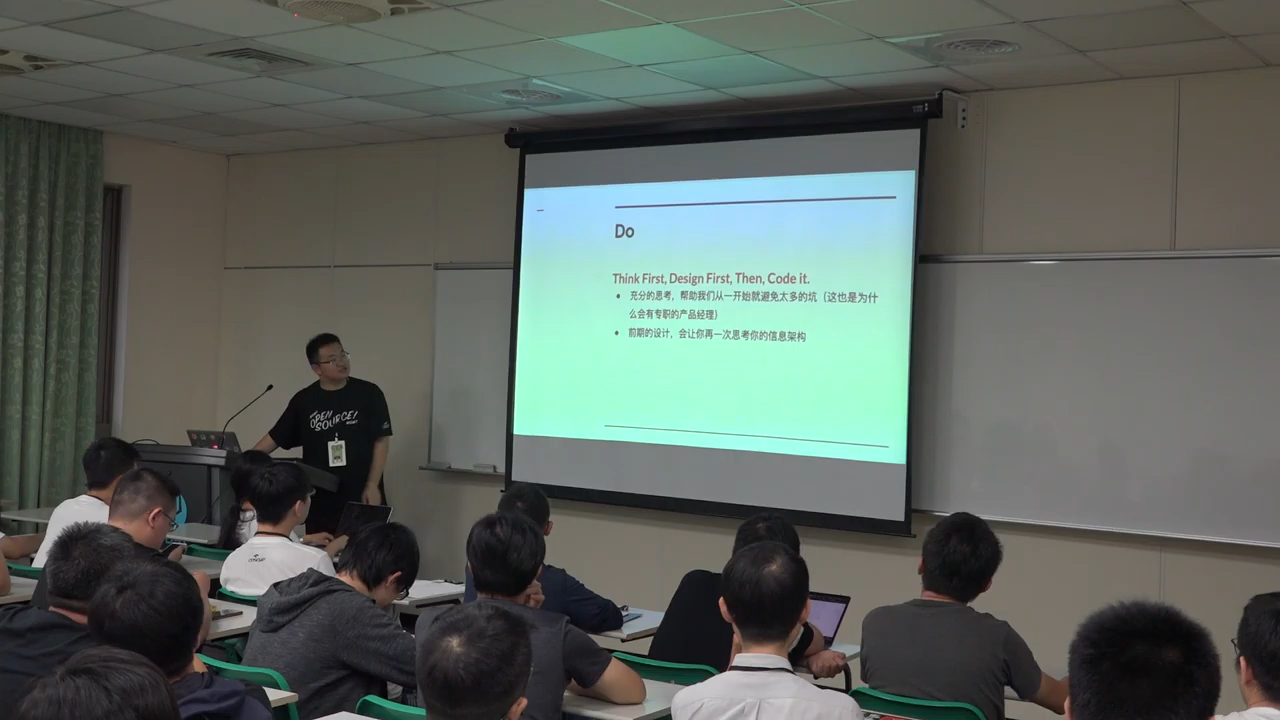 Do
Think First, Design First, Then, Code it.
• 充分的思考，帮助我们从一开始就避免太多的坑（这也是为什
么会有专职的产品经理）
• 前期的设计，会让你再一次思考你的信息架构
OPEN
SOURCE!